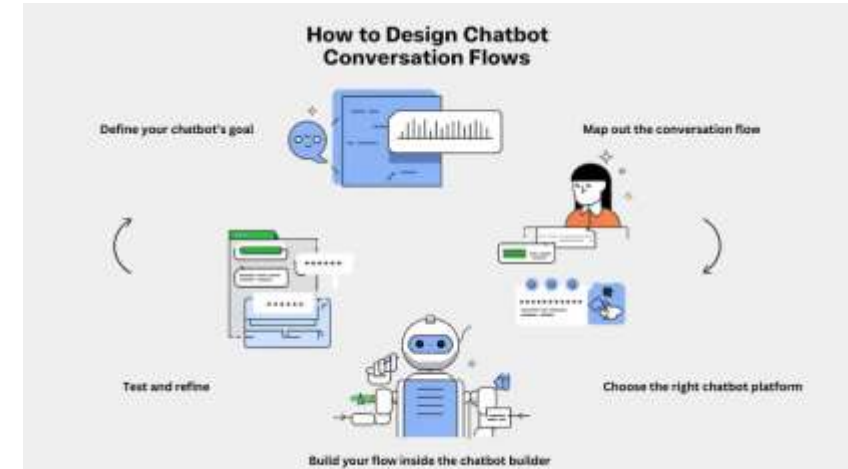 How to Design Chatbot
Conversation Flows
Define your chatbot's goal
Map out the conversation flow
Test and refine
Choose the right chatbot platform
Build your flow inside the chatbot builder